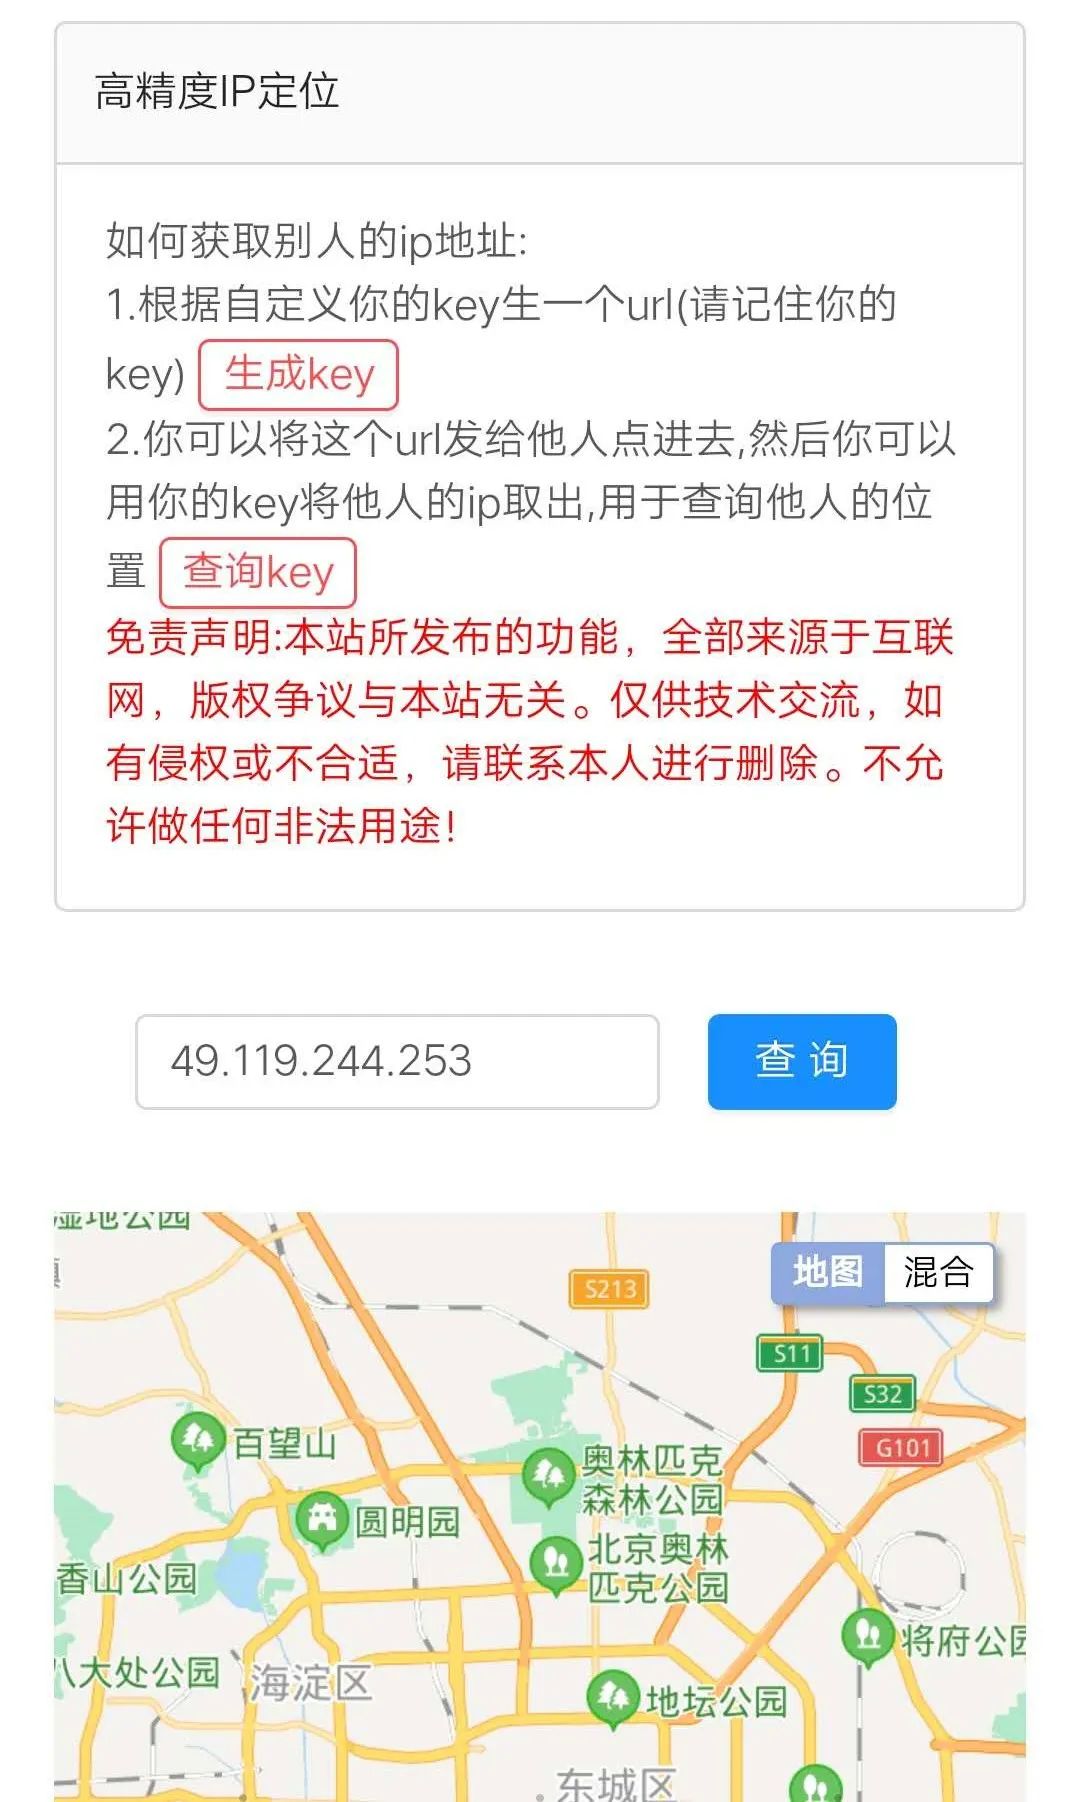 高精度IP定位
如何获取别人的ip地址:
1.根据自定义你的key生一个url(请记住你的
key) 生成key
2.你可以将这个url发给他人点进去,然后你可以
用你的key将他人的ip取出,用于查询他人的位
置 查询key
免责声明:本站所发布的功能，全部来源于互联
网，版权争议与本站无关。仅供技术交流，如
有侵权或不合适，请联系本人进行删除。不允
许做任何非法用途!
49.119.244.253 查 询
湿地公园
地图 混合
S213
S11
S32
G101
百望山
奥林匹克
森林公园
圆明园
北京奥林
匹克公园
香山公园
将府公园
八大处公园
海淀区
地坛公园
东城区